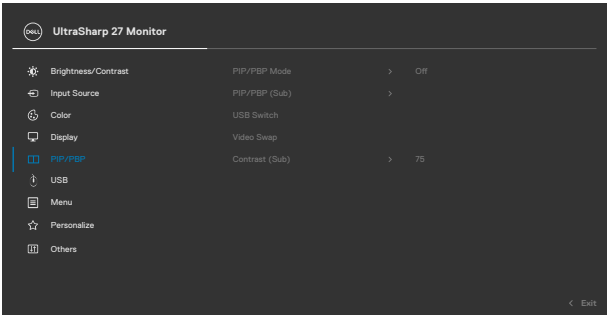 DELL UltraSharp 27 Monitor
Brightness/Contrast PIP/PBP Mode > Off
Input Source PIP/PBP (Sub) >
Color USB Switch
Display Video Swap
PIP/PBP Contrast (Sub) > 75
USB
Menu
Personalize
Others
< Exit